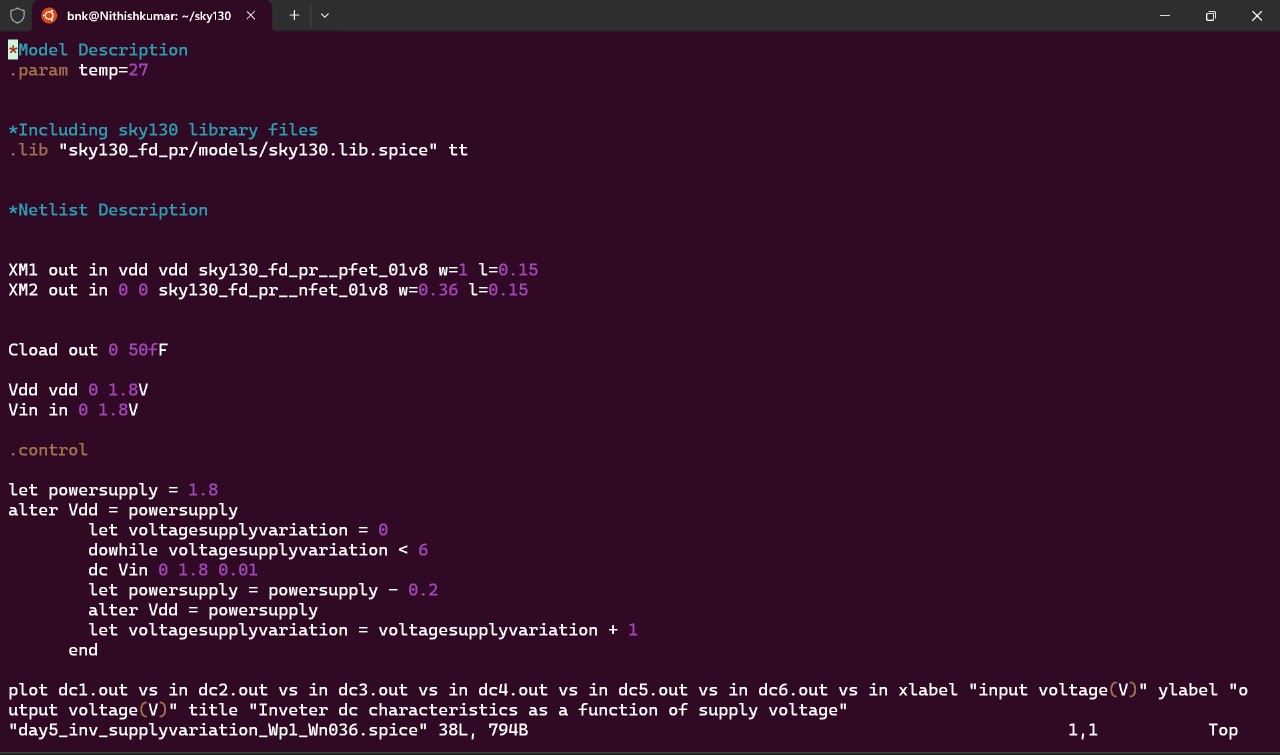 bnk@Nithishkumar: ~/sky130
*Model Description
.param temp=27
*Including sky130 library files
.lib "sky130_fd_pr/models/sky130.lib.spice" tt
*Netlist Description
XM1 out in vdd vdd sky130_fd_pr__pfet_01v8 w=1 l=0.15
XM2 out in 0 0 sky130_fd_pr__nfet_01v8 w=0.36 l=0.15
Cload out 0 50fF
Vdd vdd 0 1.8V
Vin in 0 1.8V
.control
let powersupply = 1.8
alter Vdd = powersupply
let voltagesupplyvariation = 0
dowhile voltagesupplyvariation < 6
dc Vin 0 1.8 0.01
let powersupply = powersupply - 0.2
alter Vdd = powersupply
let voltagesupplyvariation = voltagesupplyvariation + 1
end
plot dc1.out vs in dc2.out vs in dc3.out vs in dc4.out vs in dc5.out vs in dc6.out vs in xlabel "input voltage(V)" ylabel "o
utput voltage(V)" title "Inveter dc characteristics as a function of supply voltage"
"day5_inv_supplyvariation_Wp1_Wn036.spice" 38L, 794B 1,1 Top